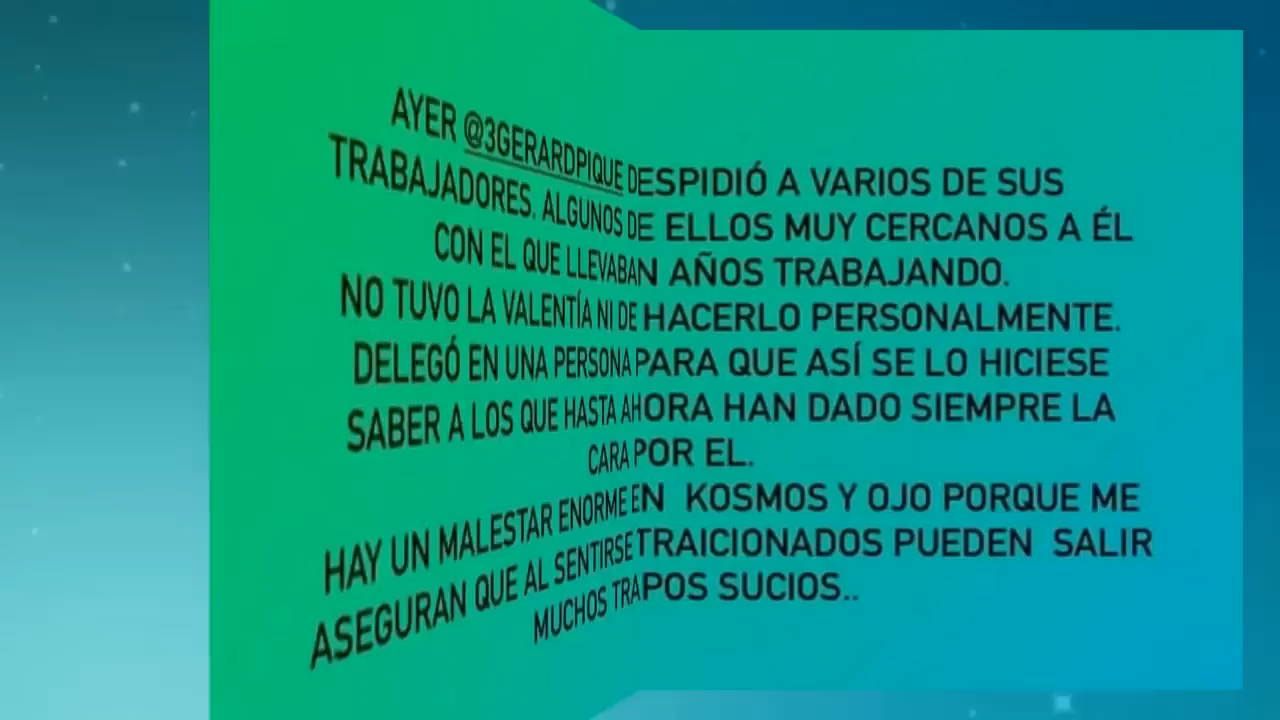 AYER @3GERARDPIQUE DESPIDIÓ A VARIOS DE SUS
TRABAJADORES. ALGUNOS DE ELLOS MUY CERCANOS A ÉL
CON EL QUE LLEVABAN AÑOS TRABAJANDO.
NO TUVO LA VALENTÍA NI DE HACERLO PERSONALMENTE.
DELEGÓ EN UNA PERSONA PARA QUE ASÍ SE LO HICIESE
SABER A LOS QUE HASTA AHORA HAN DADO SIEMPRE LA
CARA POR EL.
HAY UN MALESTAR ENORME EN KOSMOS Y OJO PORQUE ME
ASEGURAN QUE AL SENTIRSE TRAICIONADOS PUEDEN SALIR
MUCHOS TRAPOS SUCIOS..